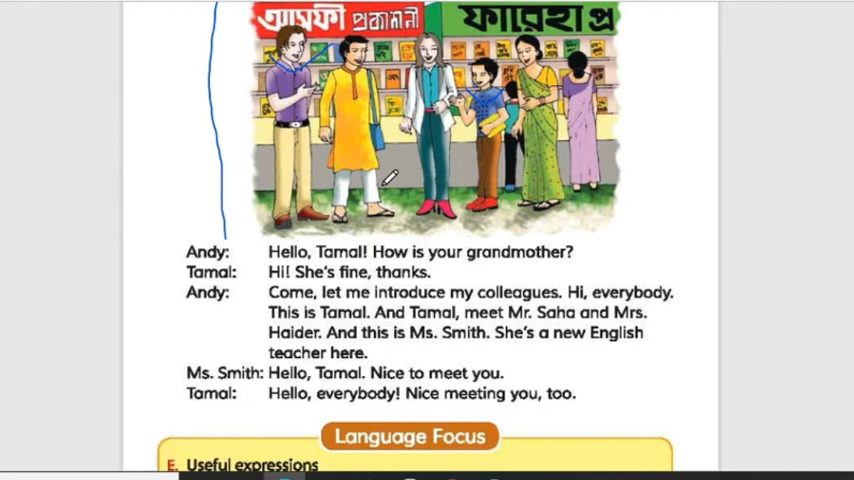 আসফী প্রকাশনী
ফারেহা প্র
Andy: Hello, Tamal! How is your grandmother?
Tamal: Hi! She's fine, thanks.
Andy: Come, let me introduce my colleagues. Hi, everybody.
This is Tamal. And Tamal, meet Mr. Saha and Mrs.
Haider. And this is Ms. Smith. She's a new English
teacher here.
Ms. Smith: Hello, Tamal. Nice to meet you.
Tamal: Hello, everybody! Nice meeting you, too.
Language Focus
E. Useful expressions